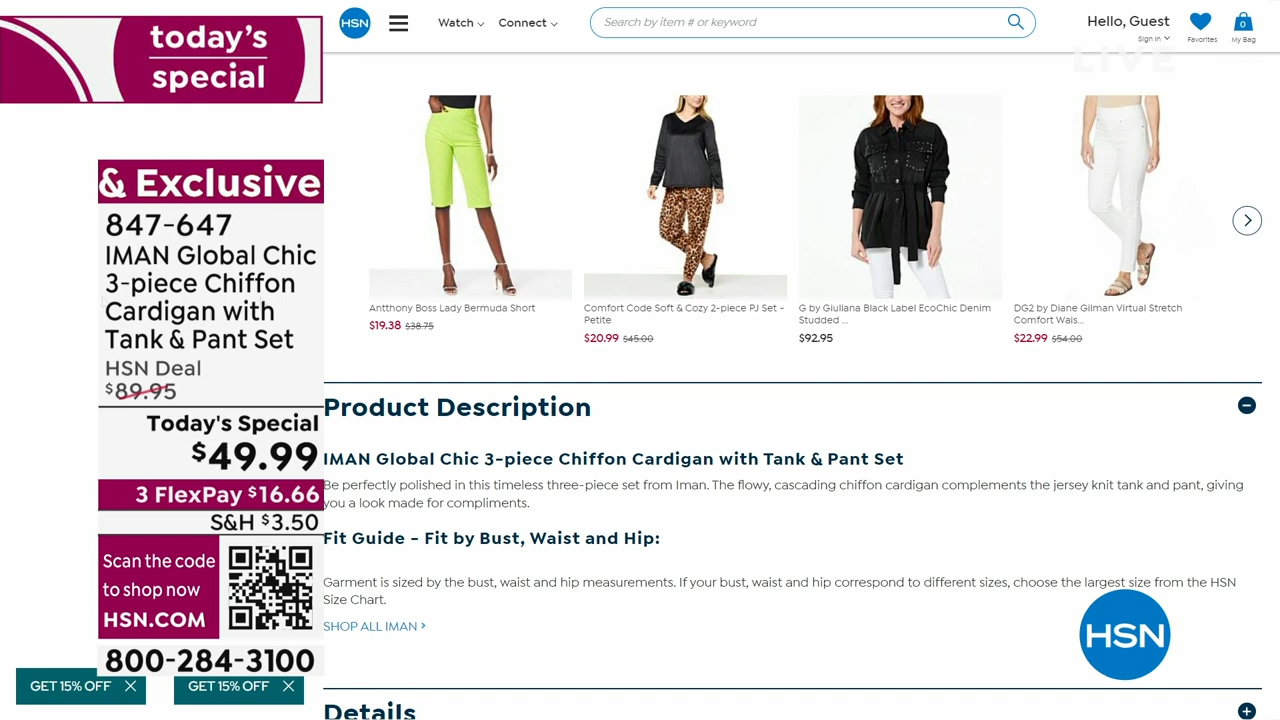 today's
special
HSN
Watch
Connect
Search by item # or keyword
Hello, Guest
Sign in
Favorites
0
My Bag
LIVE
& Exclusive
847-647
IMAN Global Chic
3-piece Chiffon
Cardigan with
Tank & Pant Set
HSN Deal
$89.95
Today's Special
$49.99
3 FlexPay $16.66
S&H $3.50
Scan the code
to shop now
HSN.COM
800-284-3100
GET 15% OFF
GET 15% OFF
Antthony Boss Lady Bermuda Short
$19.38 $38.75
Comfort Code Soft & Cozy 2-piece PJ Set -
Petite
$20.99 $45.00
G by Giuliana Black Label EcoChic Denim
Studded ...
$92.95
DG2 by Diane Gilman Virtual Stretch
Comfort Wais...
$22.99 $54.00
Product Description
IMAN Global Chic 3-piece Chiffon Cardigan with Tank & Pant Set
Be perfectly polished in this timeless three-piece set from Iman. The flowy, cascading chiffon cardigan complements the jersey knit tank and pant, giving
you a look made for compliments.
Fit Guide - Fit by Bust, Waist and Hip:
Garment is sized by the bust, waist and hip measurements. If your bust, waist and hip correspond to different sizes, choose the largest size from the HSN
Size Chart.
SHOP ALL IMAN >
HSN
Details